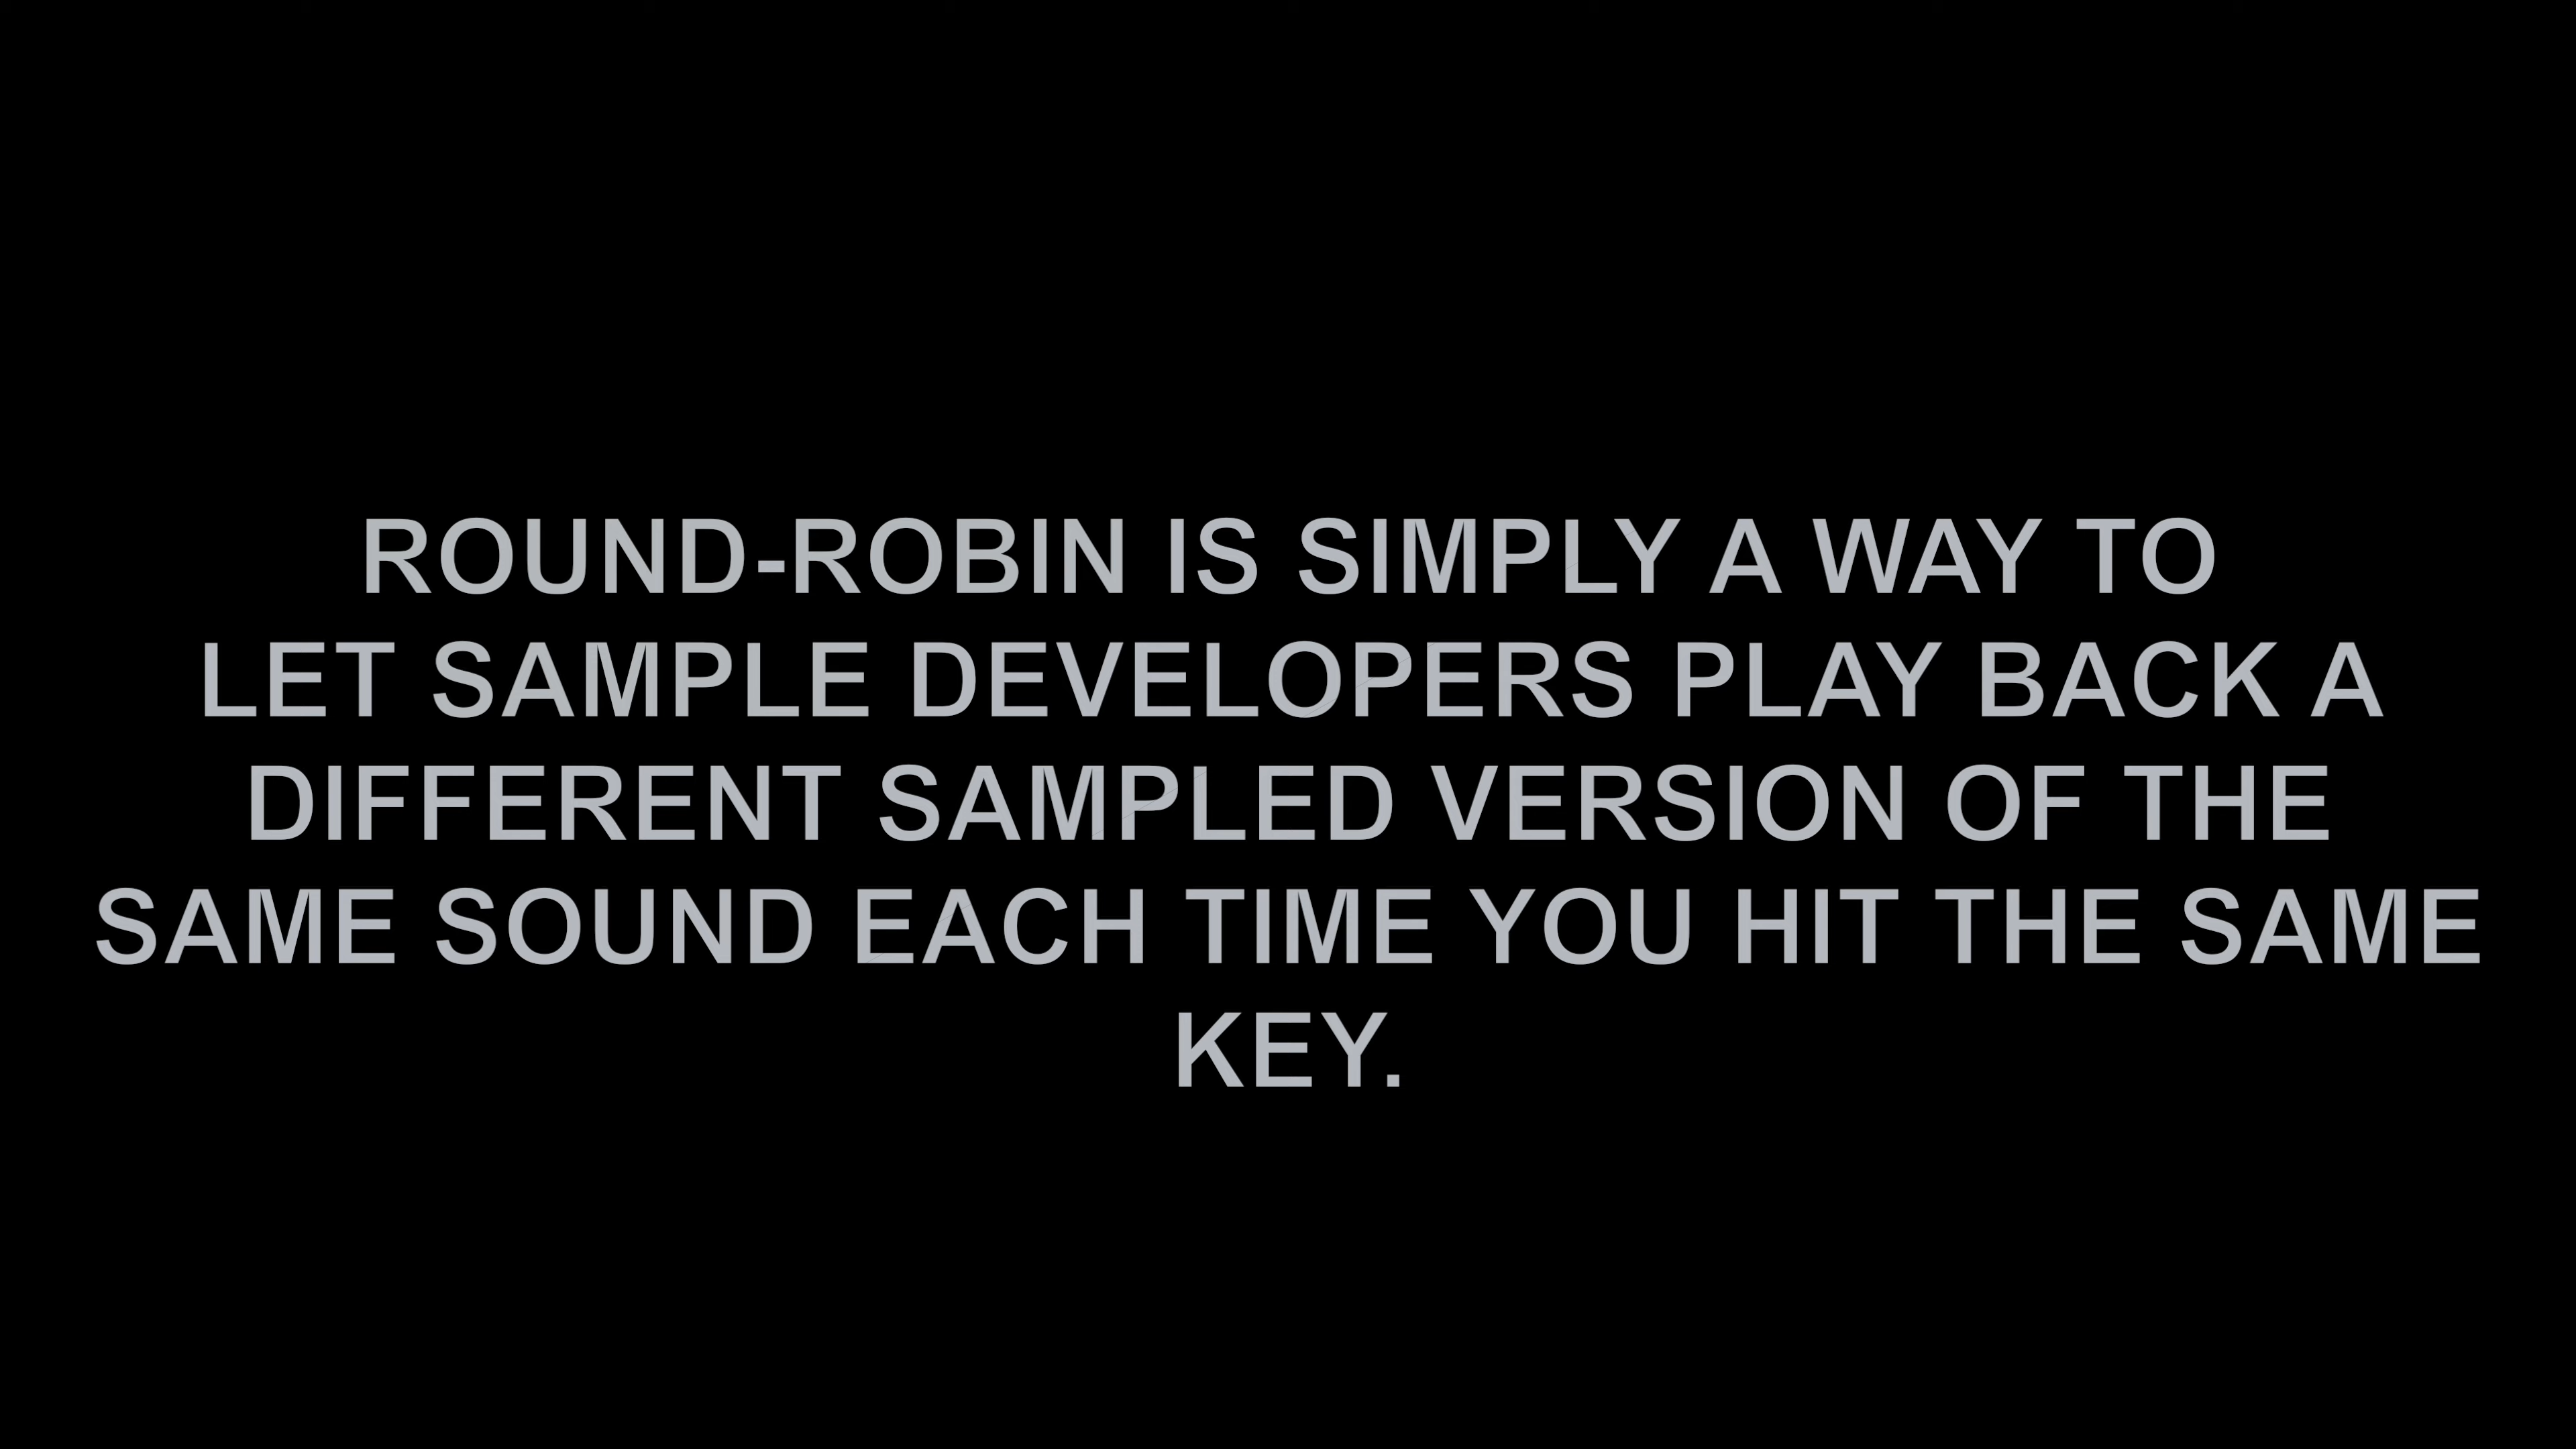 ROUND-ROBIN IS SIMPLY A WAY TO
LET SAMPLE DEVELOPERS PLAY BACK A
DIFFERENT SAMPLED VERSION OF THE
SAME SOUND EACH TIME YOU HIT THE SAME
KEY.